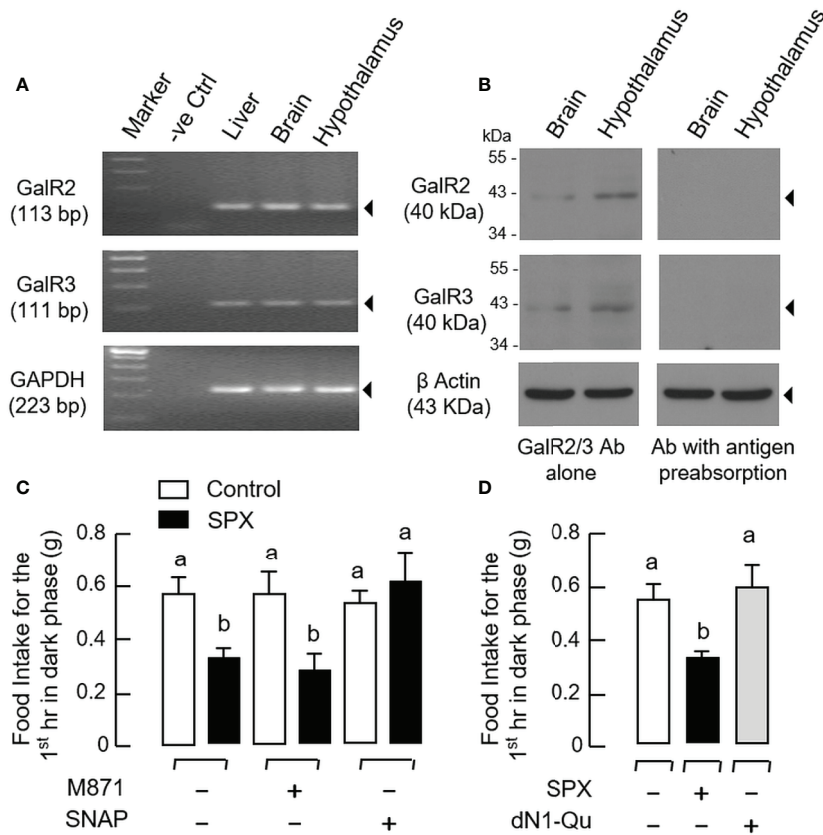 A
Marker
-ve Ctrl
Liver
Brain
Hypothalamus
GalR2
(113 bp)
GalR3
(111 bp)
GAPDH
(223 bp)
B
Brain
Hypothalamus
Brain
Hypothalamus
kDa
55 -
43 -
34 -
GalR2
(40 kDa)
55 -
43 -
34 -
GalR3
(40 kDa)
β Actin
(43 KDa)
GalR2/3 Ab
alone
Ab with antigen
preabsorption
C
Control
SPX
Food Intake for the
1st hr in dark phase (g)
0.8
0.6
0.4
0.2
0
a b a b a a
M871 – + –
SNAP – – +
D
Food Intake for the
1st hr in dark phase (g)
0.8
0.6
0.4
0.2
0
a b a
SPX – + –
dN1-Qu – – +